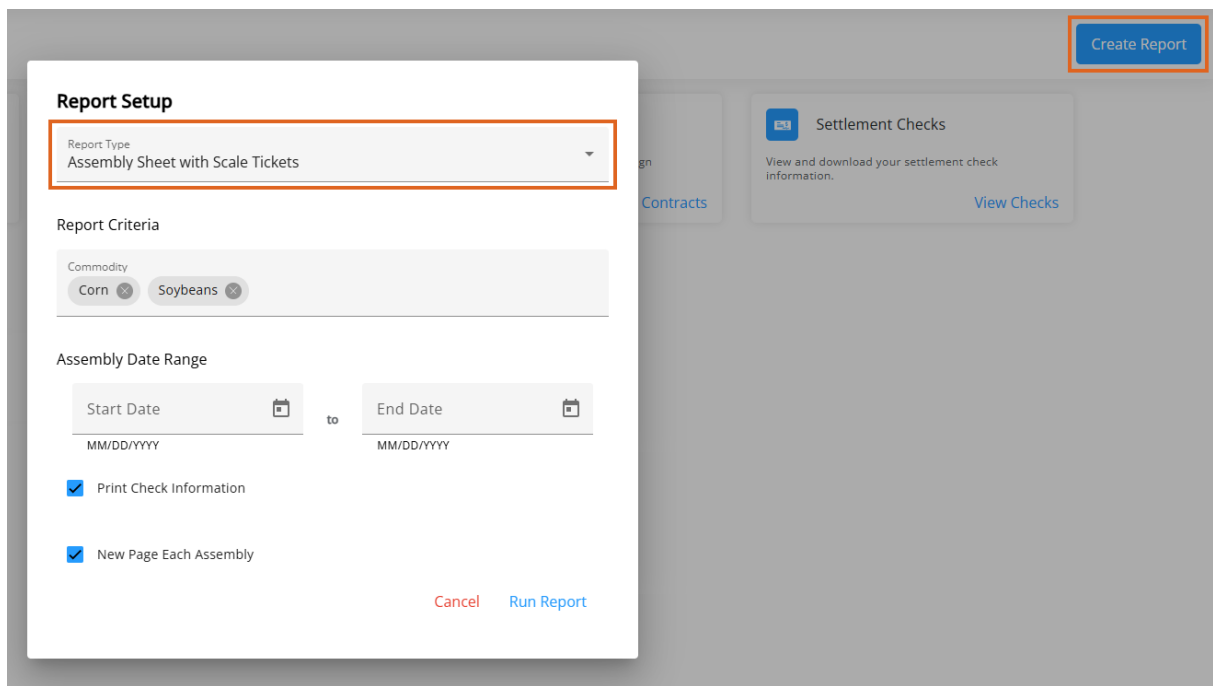 Create Report
Report Setup
Report Type
Assembly Sheet with Scale Tickets
Report Criteria
Commodity
Corn
Soybeans
Assembly Date Range
Start Date
to
End Date
MM/DD/YYYY
MM/DD/YYYY
Print Check Information
New Page Each Assembly
Cancel
Run Report
gn
Contracts
Settlement Checks
View and download your settlement check
information.
View Checks